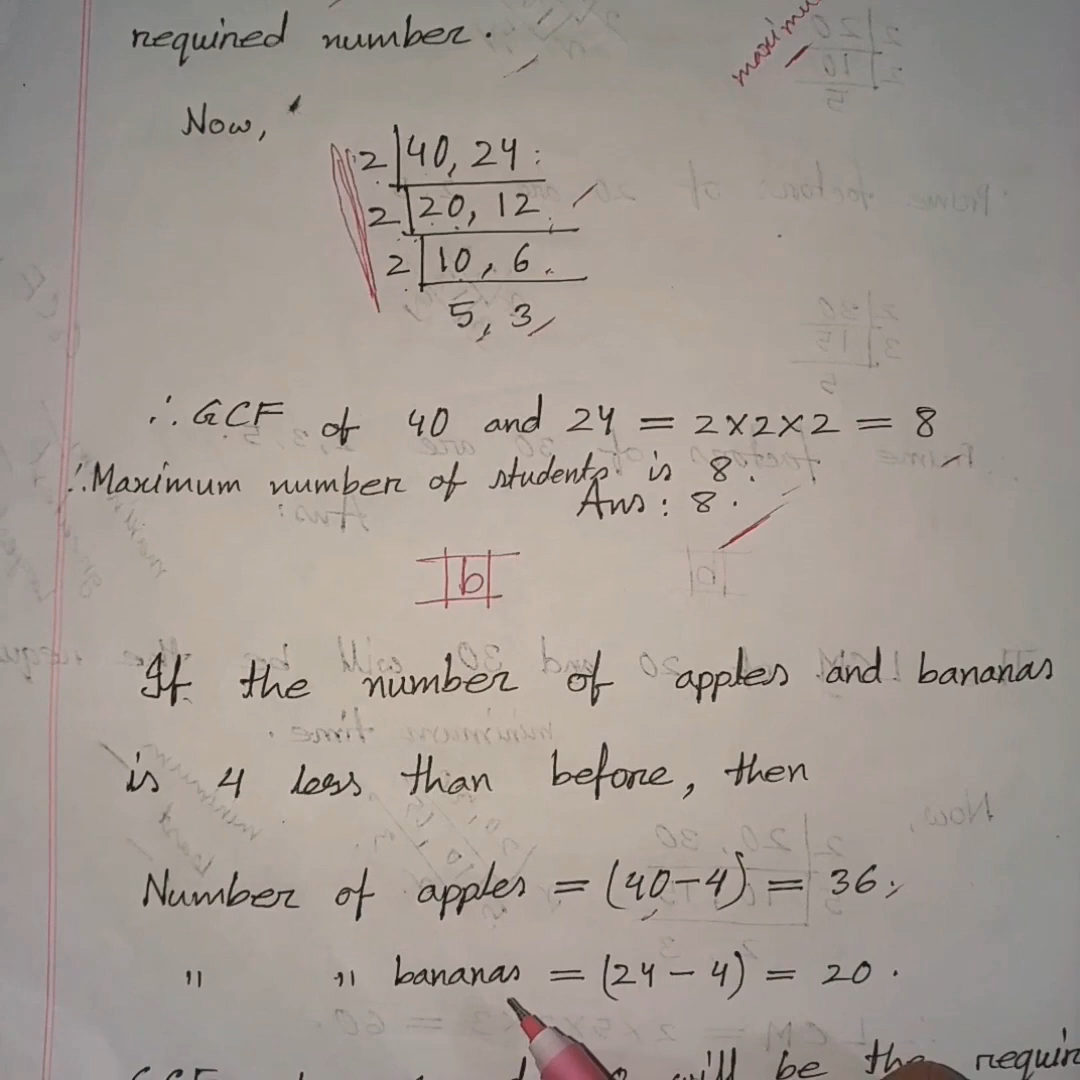 required number.
maximu
Now,
2 | 40, 24
2 | 20, 12
2 | 10, 6
5, 3
∴ GCF of 40 and 24 = 2×2×2 = 8
∴ Maximum number of students is 8.
Ans: 8.
b
If the number of apples and bananas
is 4 less than before, then
Number of apples = (40-4) = 36,
" " bananas = (24-4) = 20.
GCF will be the requir